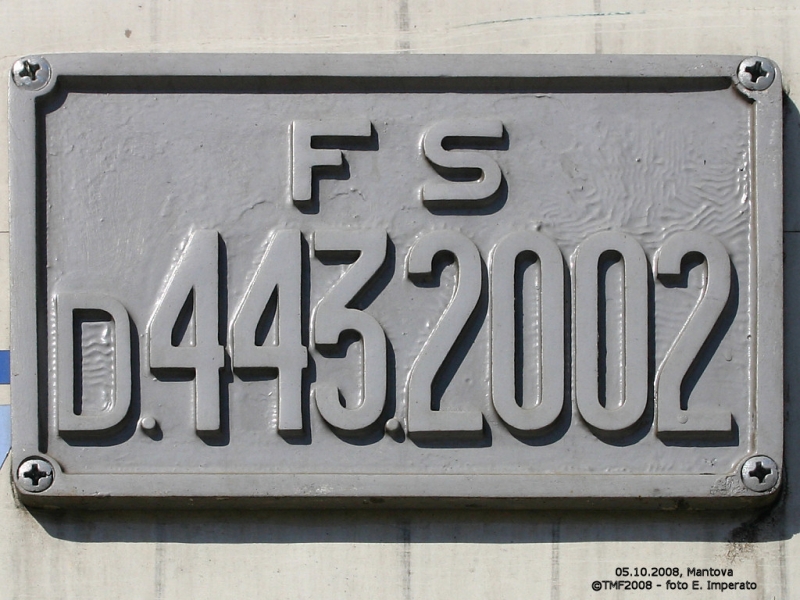 FS
D.443.2002
05.10.2008, Mantova
©TMF2008 - foto E. Imperato